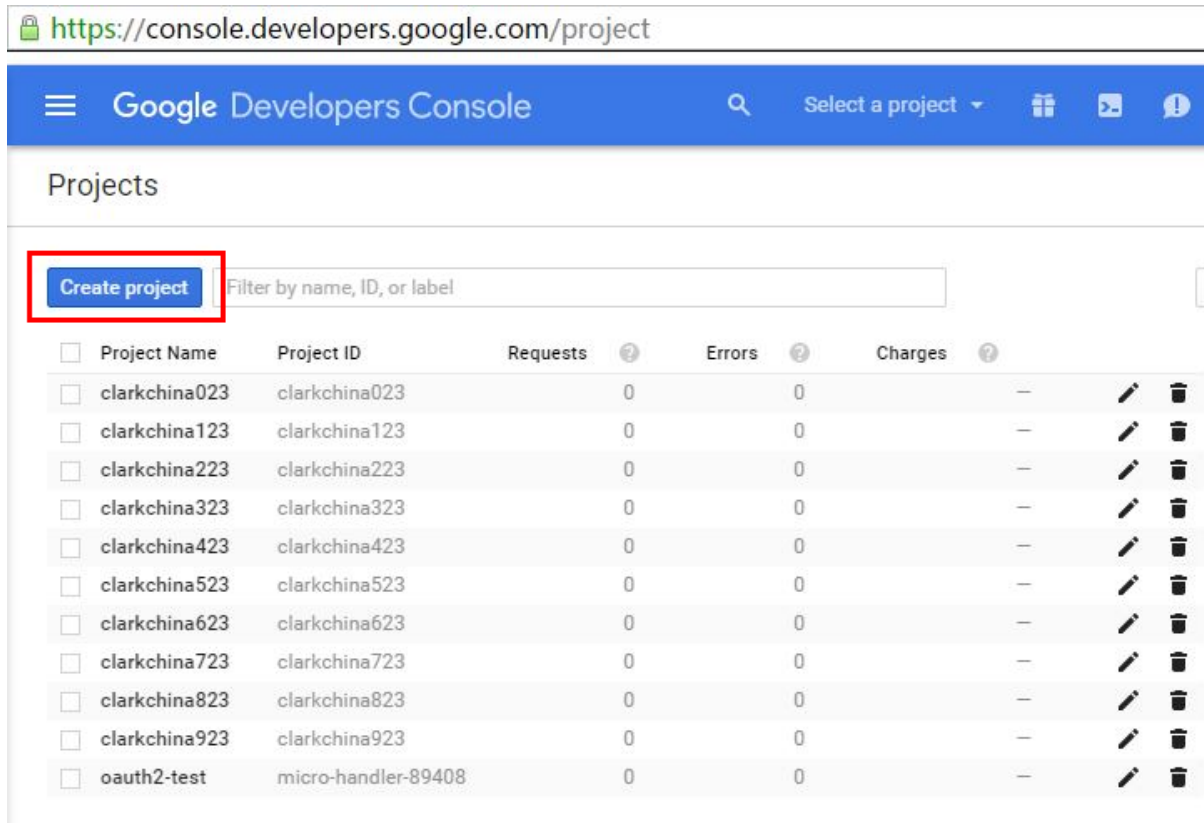 https://console.developers.google.com/project
Google Developers Console Select a project
Projects
Create project Filter by name, ID, or label
Project Name Project ID Requests Errors Charges
clarkchina023 clarkchina023 0 0 —
clarkchina123 clarkchina123 0 0 —
clarkchina223 clarkchina223 0 0 —
clarkchina323 clarkchina323 0 0 —
clarkchina423 clarkchina423 0 0 —
clarkchina523 clarkchina523 0 0 —
clarkchina623 clarkchina623 0 0 —
clarkchina723 clarkchina723 0 0 —
clarkchina823 clarkchina823 0 0 —
clarkchina923 clarkchina923 0 0 —
oauth2-test micro-handler-89408 0 0 —